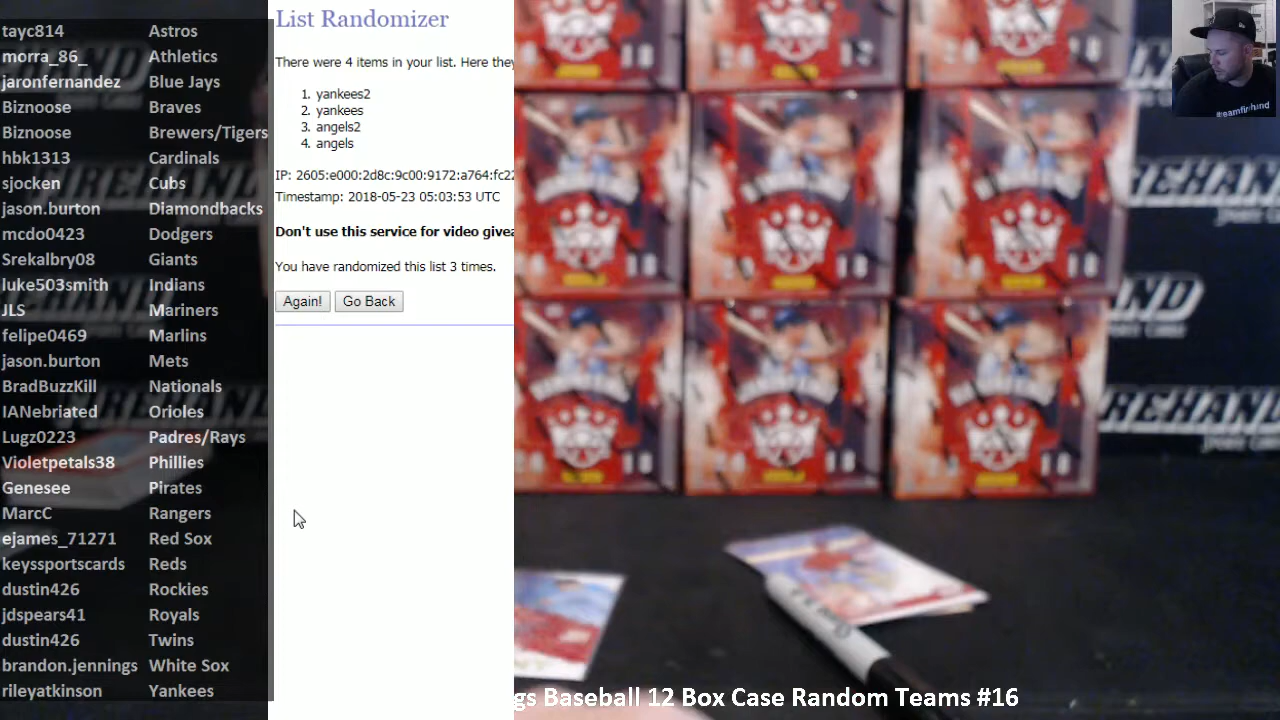 tayc814 Astros
morra_86_ Athletics
jaronfernandez Blue Jays
Biznoose Braves
Biznoose Brewers/Tigers
hbk1313 Cardinals
sjocken Cubs
jason.burton Diamondbacks
mcdo0423 Dodgers
Srekalbry08 Giants
luke503smith Indians
JLS Mariners
felipe0469 Marlins
jason.burton Mets
BradBuzzKill Nationals
IANebriated Orioles
Lugz0223 Padres/Rays
Violetpetals38 Phillies
Genesee Pirates
MarcC Rangers
ejames_71271 Red Sox
keyssportscards Reds
dustin426 Rockies
jdspears41 Royals
dustin426 Twins
brandon.jennings White Sox
rileyatkinson Yankees
List Randomizer
There were 4 items in your list. Here they
1. yankees2
2. yankees
3. angels2
4. angels
IP: 2605:e000:2d8c:9c00:9172:a764:fc22
Timestamp: 2018-05-23 05:03:53 UTC
Don't use this service for video givea
You have randomized this list 3 times.
Again! Go Back
gs Baseball 12 Box Case Random Teams #16